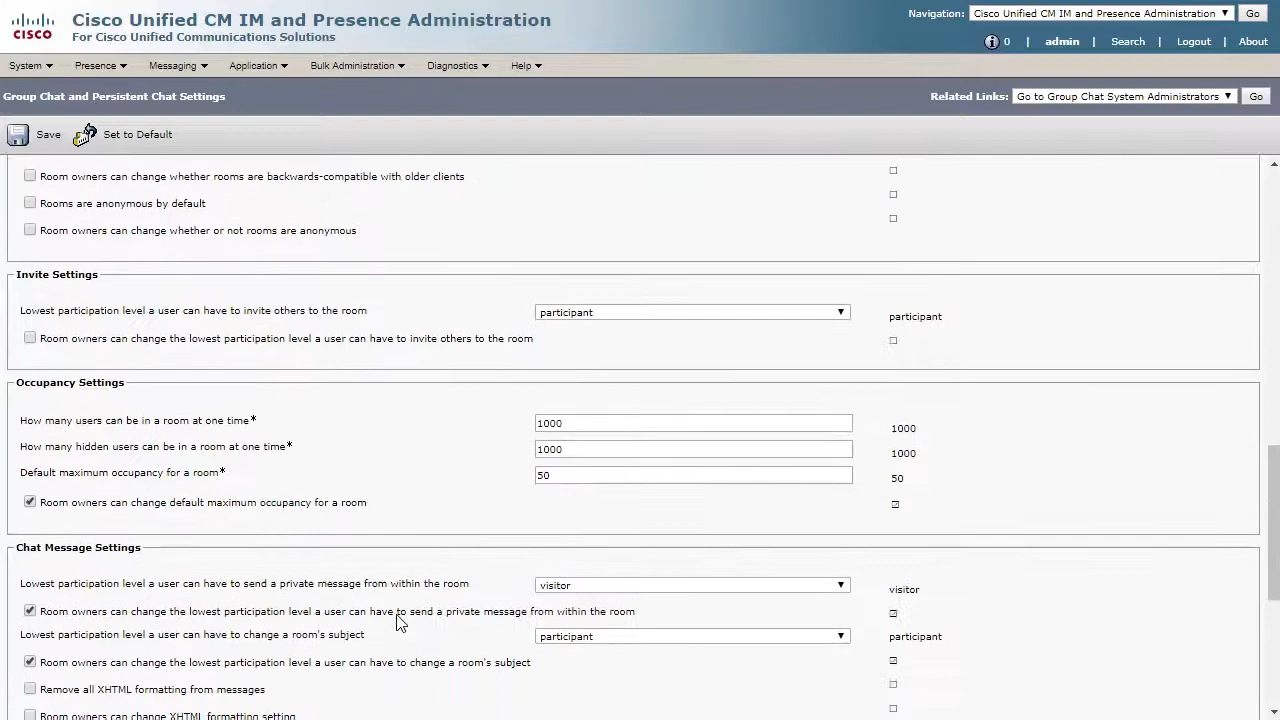 Cisco Unified CM IM and Presence Administration
For Cisco Unified Communications Solutions
CISCO
Navigation: Cisco Unified CM IM and Presence Administration Go
0 | admin | Search | Logout | About
System Presence Messaging Application Bulk Administration Diagnostics Help
Group Chat and Persistent Chat Settings
Related Links: Go to Group Chat System Administrators Go
Save Set to Default
Room owners can change whether rooms are backwards-compatible with older clients
Rooms are anonymous by default
Room owners can change whether or not rooms are anonymous
Invite Settings
Lowest participation level a user can have to invite others to the room participant participant
Room owners can change the lowest participation level a user can have to invite others to the room
Occupancy Settings
How many users can be in a room at one time* 1000 1000
How many hidden users can be in a room at one time* 1000 1000
Default maximum occupancy for a room* 50 50
Room owners can change default maximum occupancy for a room
Chat Message Settings
Lowest participation level a user can have to send a private message from within the room visitor visitor
Room owners can change the lowest participation level a user can have to send a private message from within the room
Lowest participation level a user can have to change a room's subject participant participant
Room owners can change the lowest participation level a user can have to change a room's subject
Remove all XHTML formatting from messages
Room owners can change XHTML formatting setting